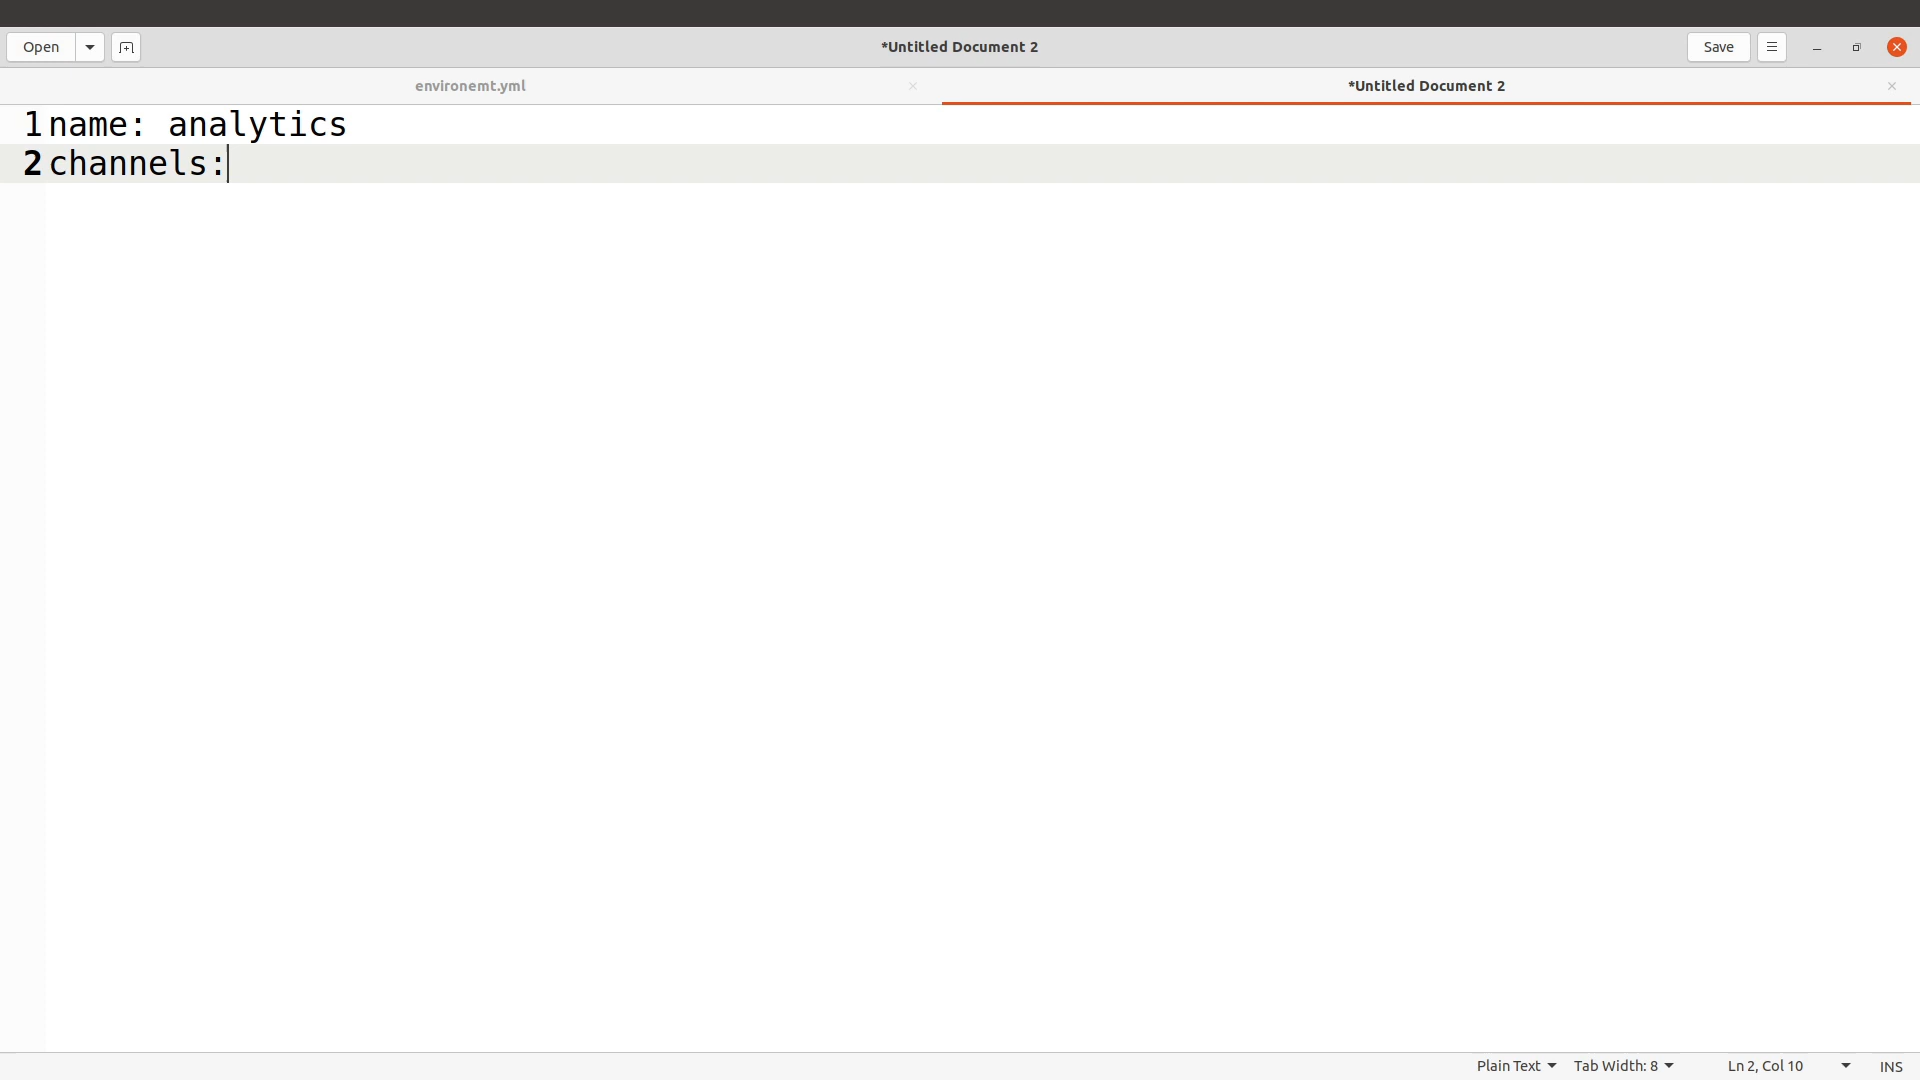 Open
*Untitled Document 2
Save
environemt.yml
*Untitled Document 2
1 name: analytics
2 channels:
Plain Text
Tab Width: 8
Ln 2, Col 10
INS